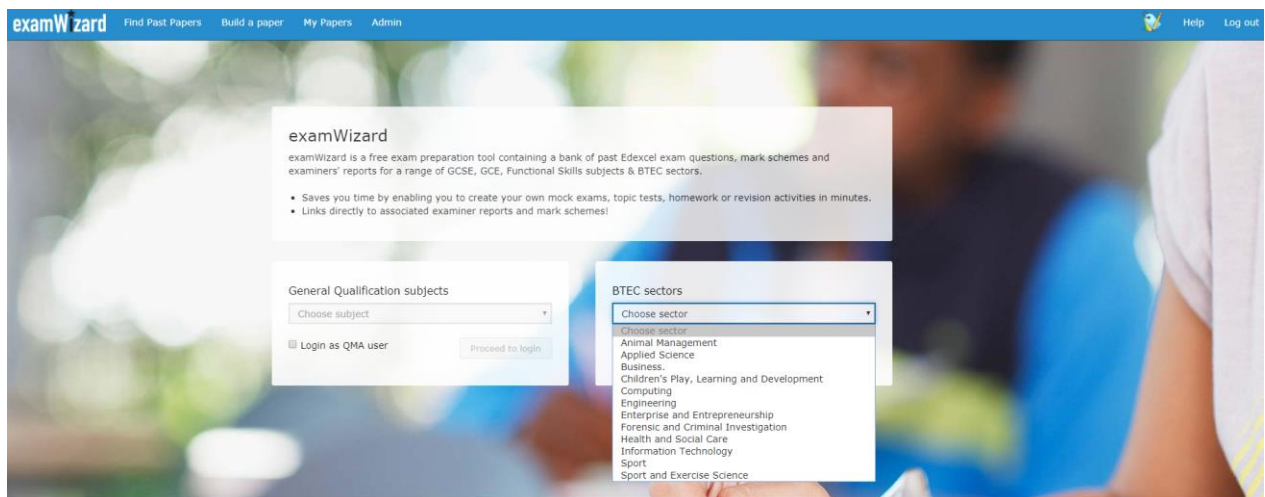 examWizard Find Past Papers Build a paper My Papers Admin Help Log out
examWizard
examWizard is a free exam preparation tool containing a bank of past Edexcel exam questions, mark schemes and
examiners' reports for a range of GCSE, GCE, Functional Skills subjects & BTEC sectors.
• Saves you time by enabling you to create your own mock exams, topic tests, homework or revision activities in minutes.
• Links directly to associated examiner reports and mark schemes!
General Qualification subjects
Choose subject
Login as QMA user Proceed to login
BTEC sectors
Choose sector
Choose sector
Animal Management
Applied Science
Business.
Children's Play, Learning and Development
Computing
Engineering
Enterprise and Entrepreneurship
Forensic and Criminal Investigation
Health and Social Care
Information Technology
Sport
Sport and Exercise Science